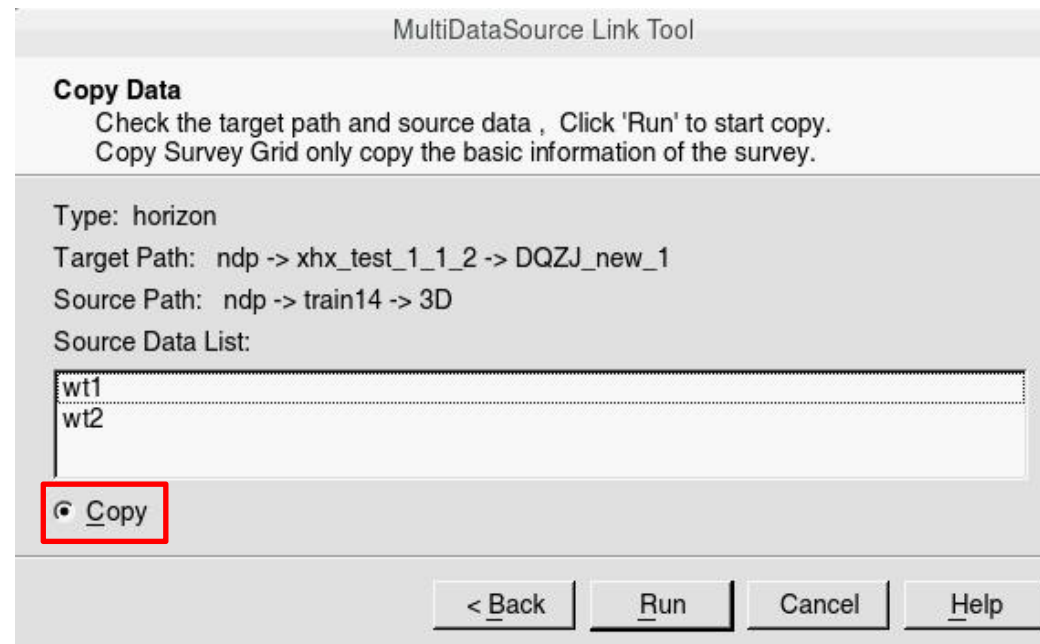 MultiDataSource Link Tool
Copy Data
Check the target path and source data , Click 'Run' to start copy.
Copy Survey Grid only copy the basic information of the survey.
Type: horizon
Target Path: ndp -> xhx_test_1_1_2 -> DQZJ_new_1
Source Path: ndp -> train14 -> 3D
Source Data List:
wt1
wt2
Copy
< Back Run Cancel Help